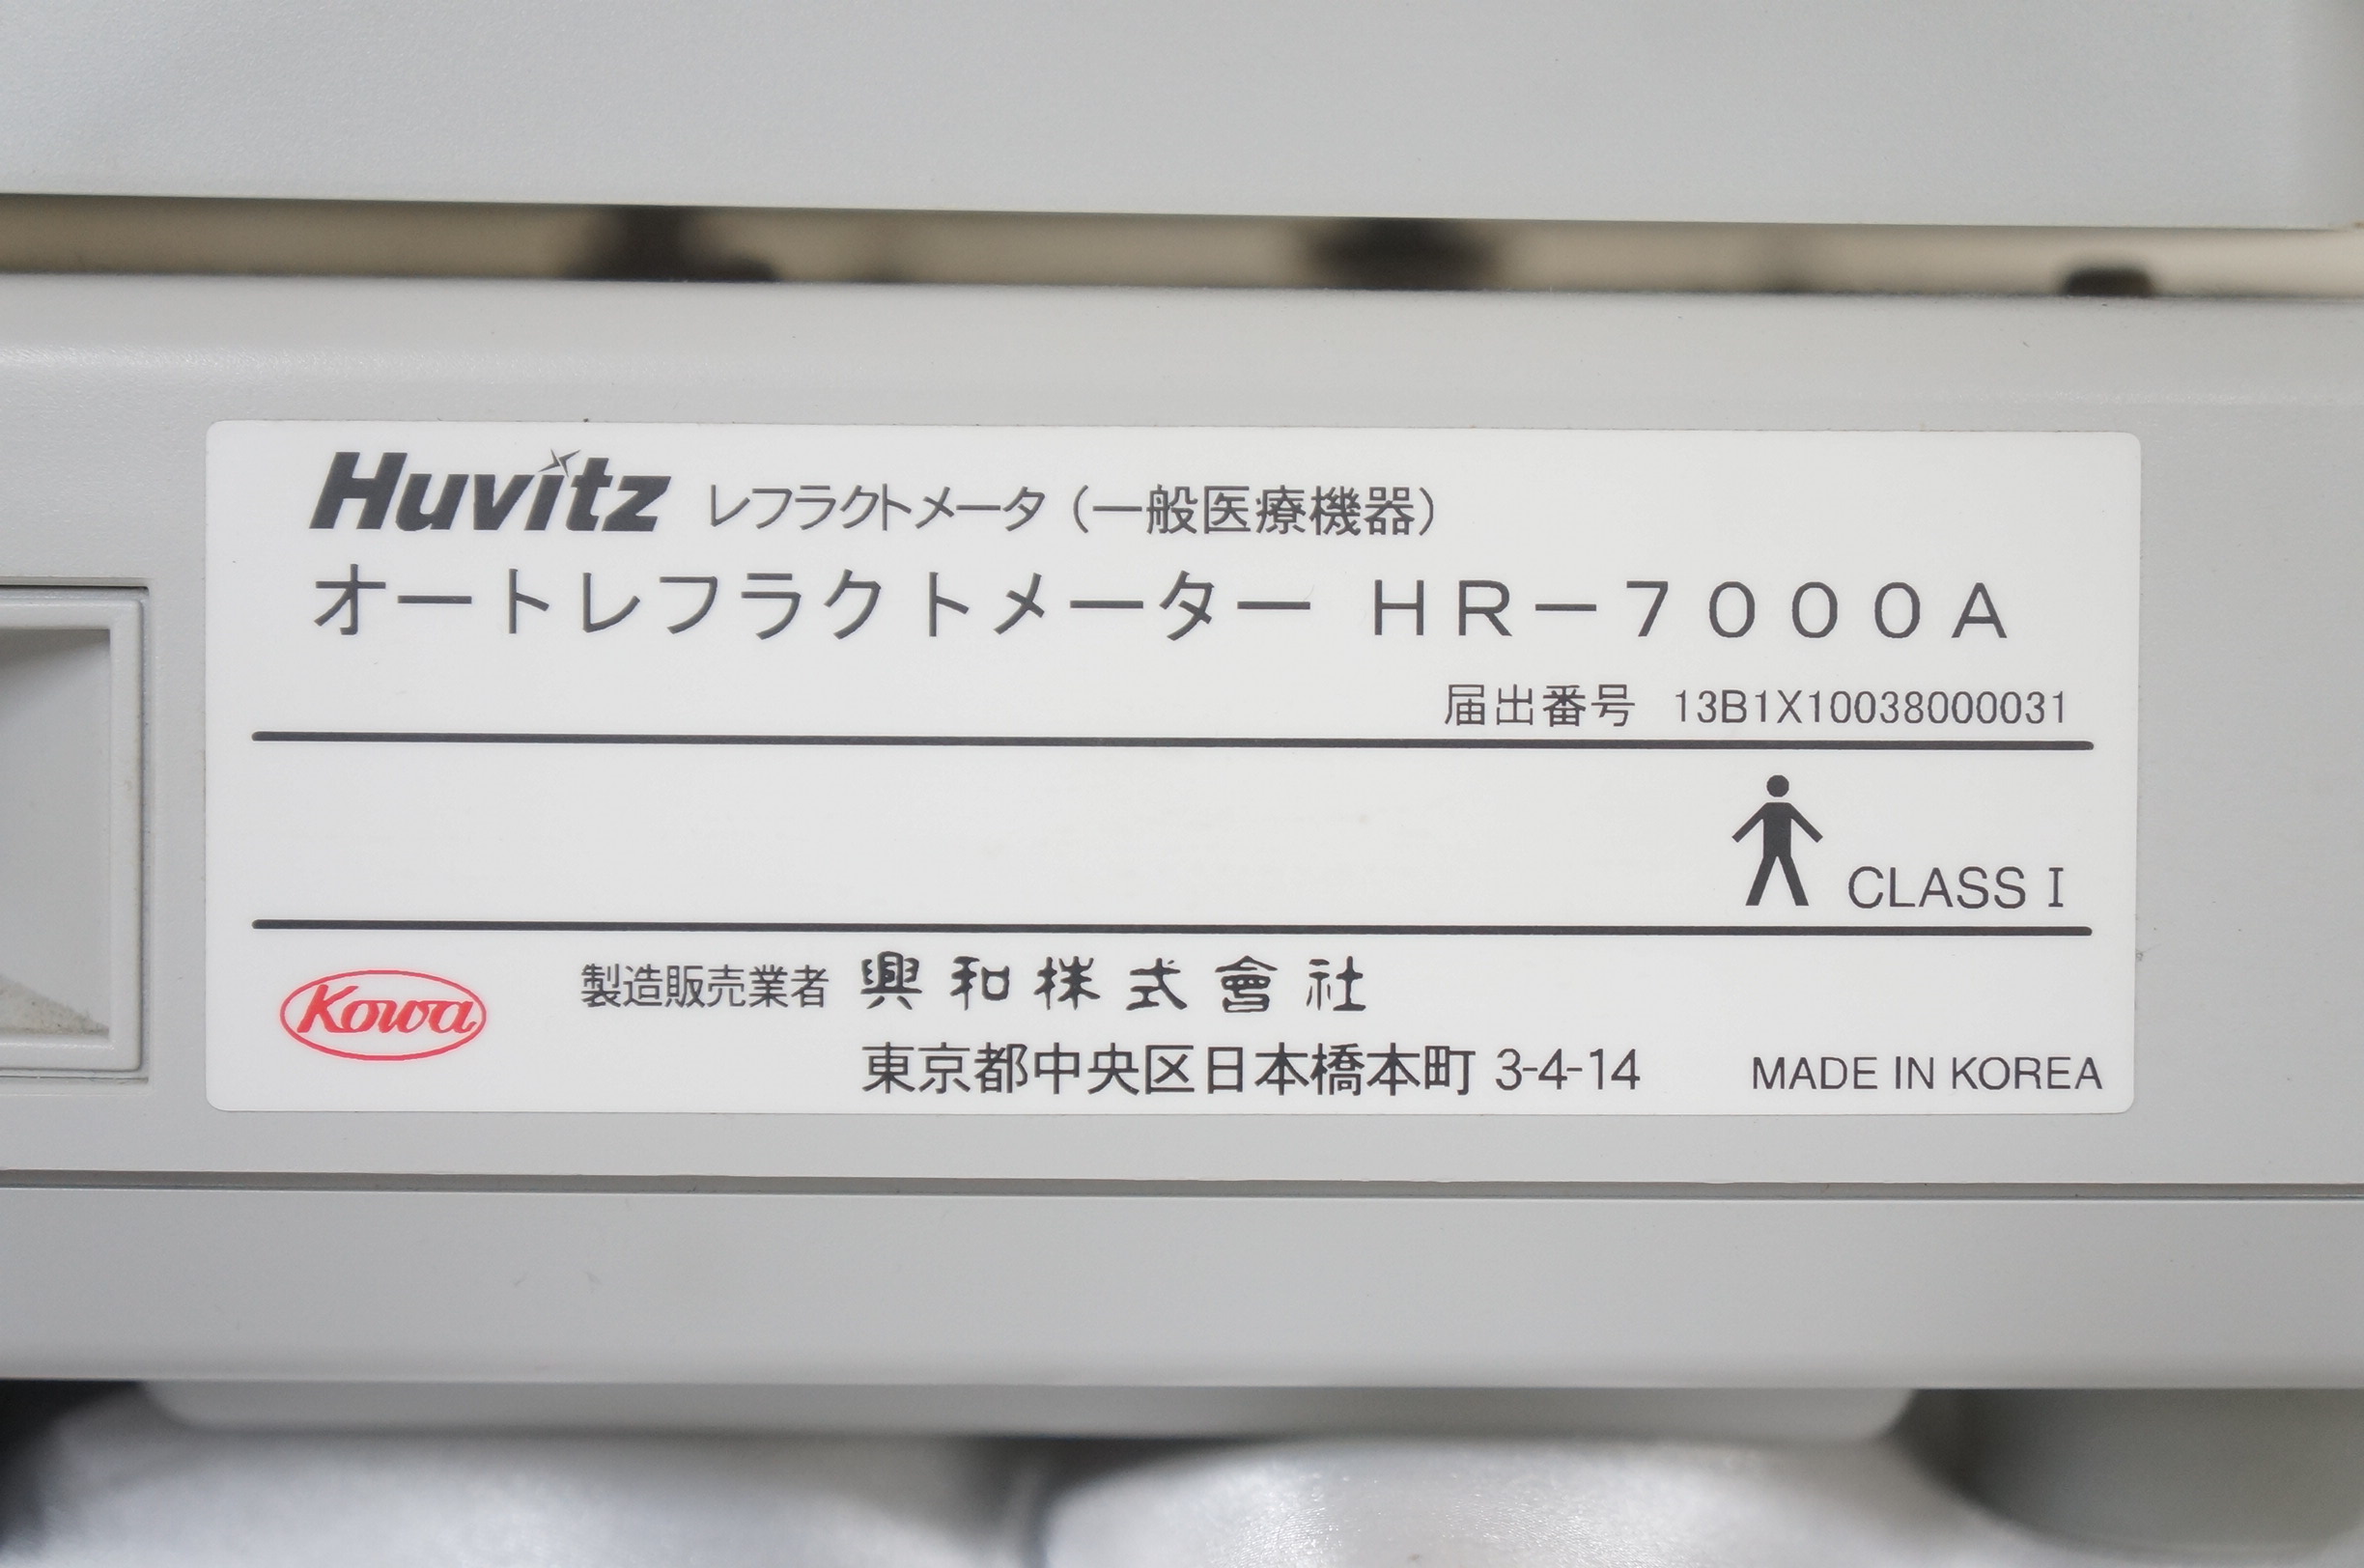 Huvitz レフラクトメータ（一般医療機器）
オートレフラクトメーター ＨＲ－７０００Ａ
届出番号 13B1X10038000031
CLASS I
Kowa 製造販売業者 興和株式會社
東京都中央区日本橋本町 3-4-14 MADE IN KOREA